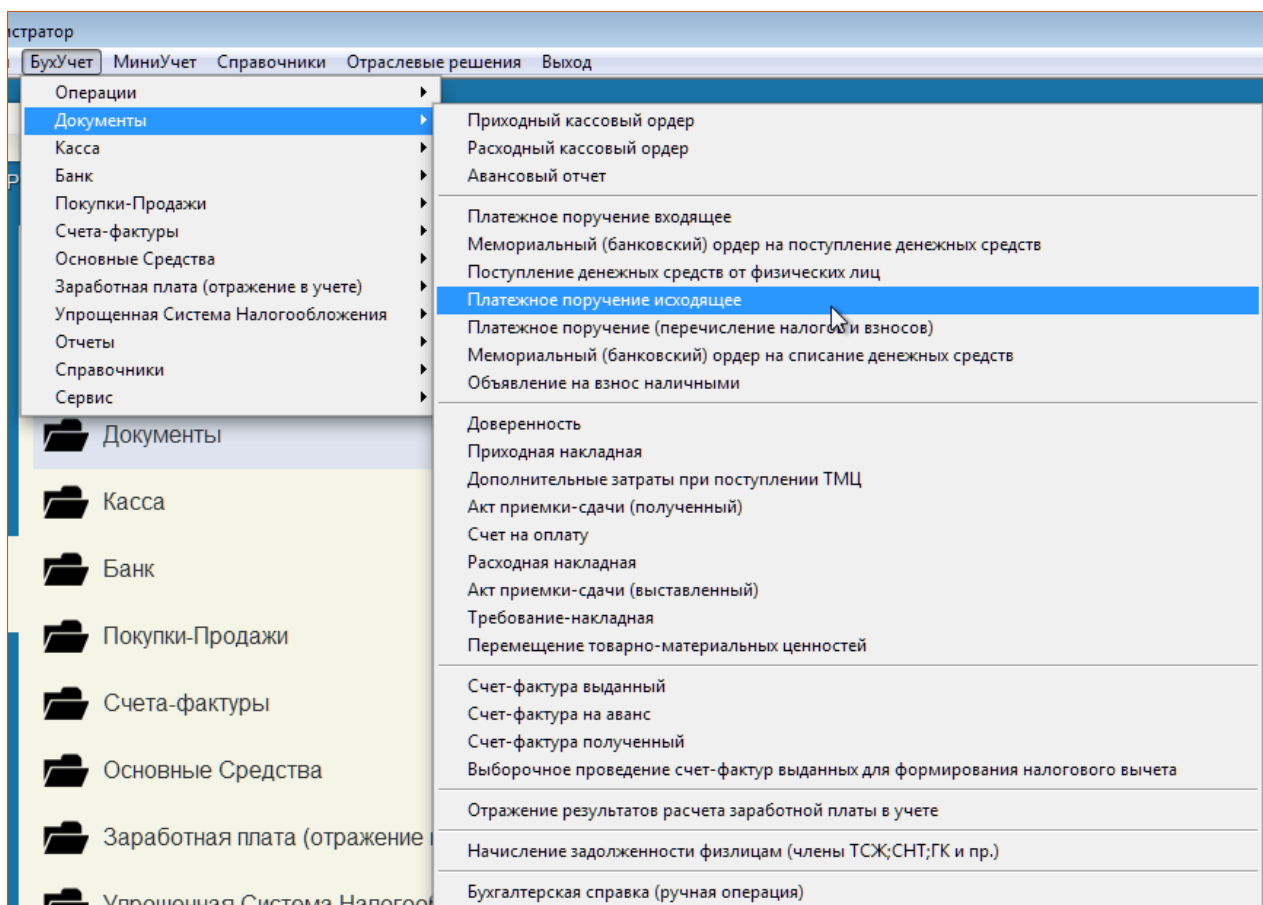 истратор
БухУчет МиниУчет Справочники Отраслевые решения Выход
Операции
Документы
Касса
Банк
Покупки-Продажи
Счета-фактуры
Основные Средства
Заработная плата (отражение в учете)
Упрощенная Система Налогообложения
Отчеты
Справочники
Сервис
Приходный кассовый ордер
Расходный кассовый ордер
Авансовый отчет
Платежное поручение входящее
Мемориальный (банковский) ордер на поступление денежных средств
Поступление денежных средств от физических лиц
Платежное поручение исходящее
Платежное поручение (перечисление налогов и взносов)
Мемориальный (банковский) ордер на списание денежных средств
Объявление на взнос наличными
Доверенность
Приходная накладная
Дополнительные затраты при поступлении ТМЦ
Акт приемки-сдачи (полученный)
Счет на оплату
Расходная накладная
Акт приемки-сдачи (выставленный)
Требование-накладная
Перемещение товарно-материальных ценностей
Счет-фактура выданный
Счет-фактура на аванс
Счет-фактура полученный
Выборочное проведение счет-фактур выданных для формирования налогового вычета
Отражение результатов расчета заработной платы в учете
Начисление задолженности физлицам (члены ТСЖ;СНТ;ГК и пр.)
Бухгалтерская справка (ручная операция)
Документы
Касса
Банк
Покупки-Продажи
Счета-фактуры
Основные Средства
Заработная плата (отражение
Упрощенная Система Налогооб